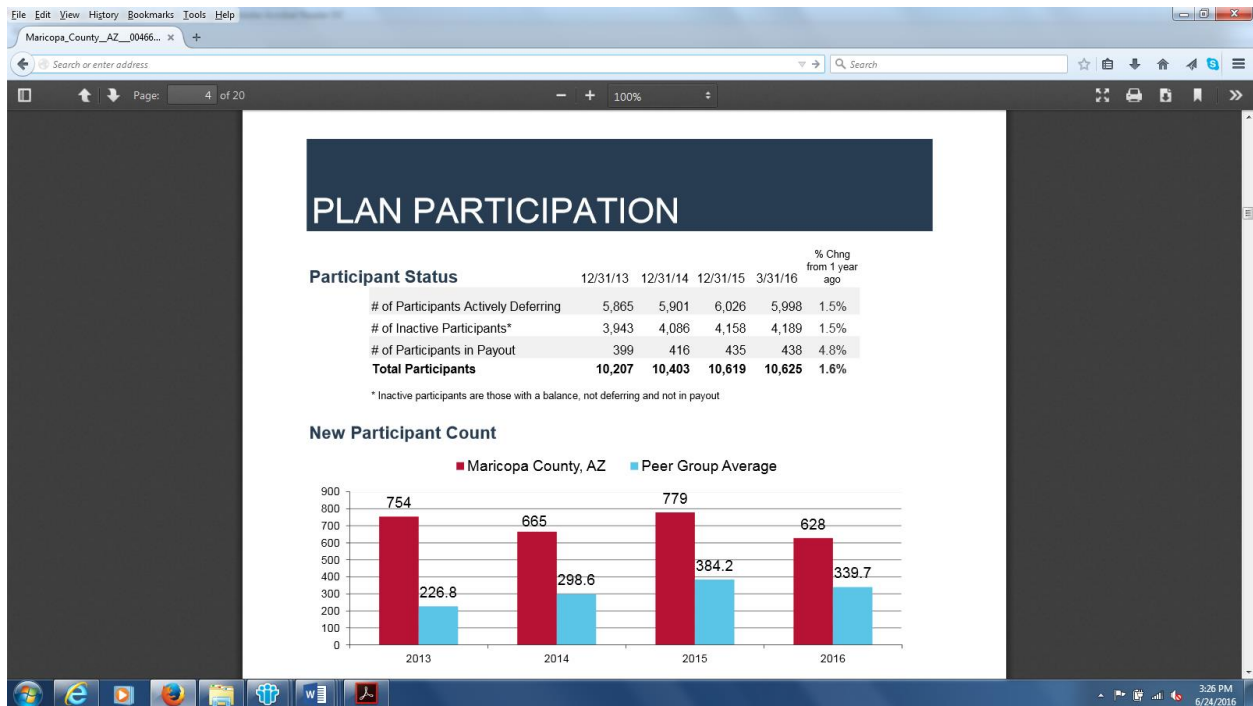 File Edit View History Bookmarks Tools Help
Maricopa_County__AZ__00466... × +
Search or enter address
Search
Page: 4 of 20
— + 100%
PLAN PARTICIPATION
% Chng
from 1 year
ago
Participant Status 12/31/13 12/31/14 12/31/15 3/31/16
# of Participants Actively Deferring 5,865 5,901 6,026 5,998 1.5%
# of Inactive Participants* 3,943 4,086 4,158 4,189 1.5%
# of Participants in Payout 399 416 435 438 4.8%
Total Participants 10,207 10,403 10,619 10,625 1.6%
* Inactive participants are those with a balance, not deferring and not in payout
New Participant Count
Maricopa County, AZ Peer Group Average
900
800
700
600
500
400
300
200
100
0
754
226.8
665
298.6
779
384.2
628
339.7
2013 2014 2015 2016
3:26 PM
6/24/2016